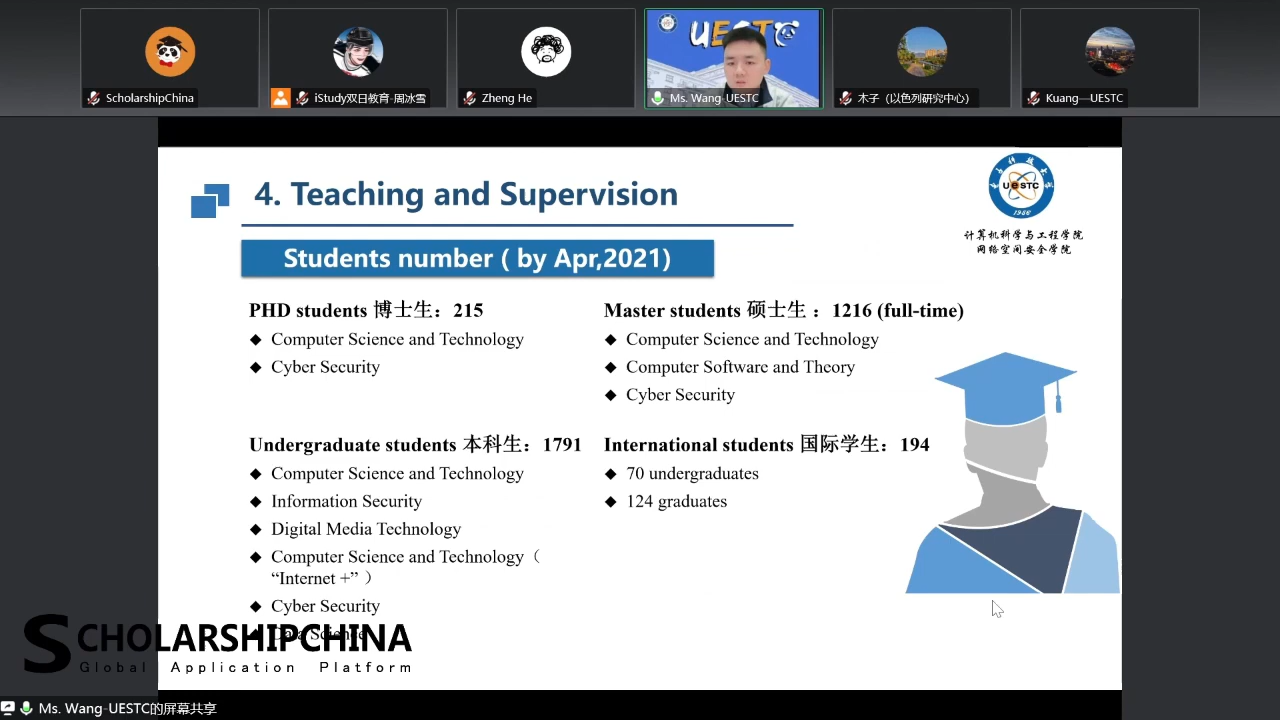 UESTC
ScholarshipChina
iStudy双日教育-周冰雪
Zheng He
Ms. Wang-UESTC
木子（以色列研究中心）
Kuang—UESTC
4. Teaching and Supervision
UESTC
1956
计算机科学与工程学院
网络空间安全学院
Students number ( by Apr,2021)
PHD students 博士生：215
◆ Computer Science and Technology
◆ Cyber Security
Master students 硕士生 ：1216 (full-time)
◆ Computer Science and Technology
◆ Computer Software and Theory
◆ Cyber Security
Undergraduate students 本科生：1791
◆ Computer Science and Technology
◆ Information Security
◆ Digital Media Technology
◆ Computer Science and Technology（
“Internet +” ）
◆ Cyber Security
◆ Data Science
International students 国际学生：194
◆ 70 undergraduates
◆ 124 graduates
SCHOLARSHIPCHINA
Global Application Platform
Ms. Wang-UESTC的屏幕共享